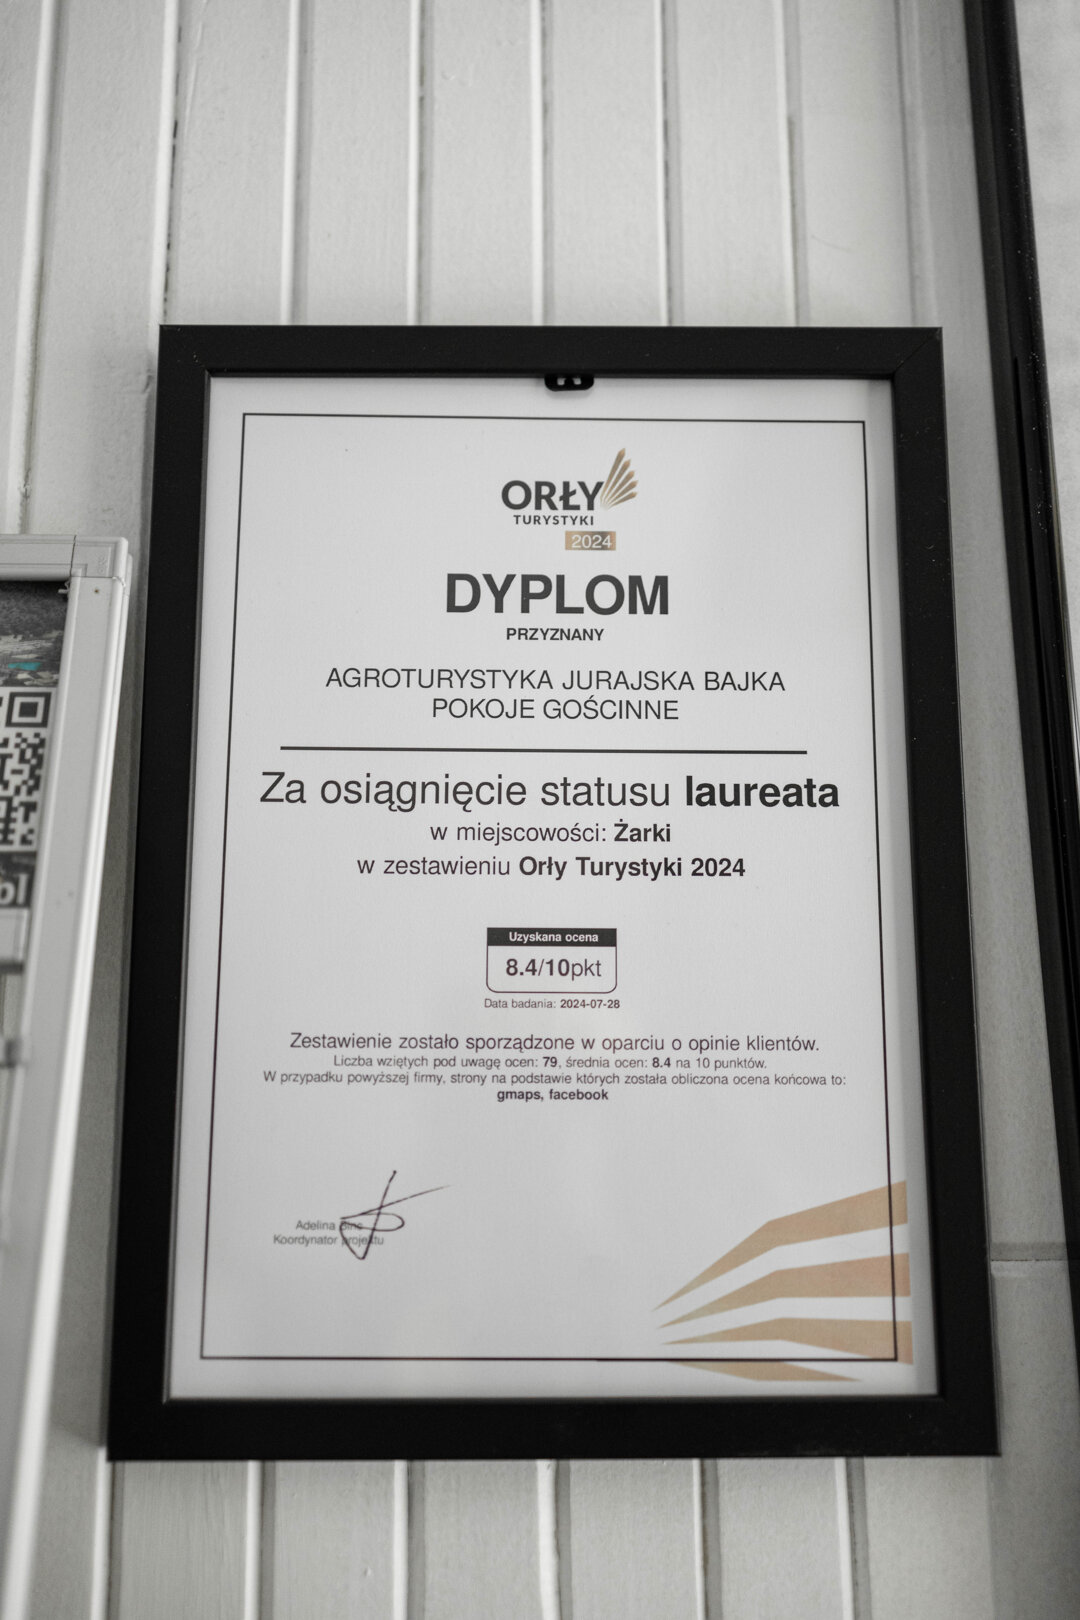 ORŁY
TURYSTYKI
2024
DYPLOM
PRZYZNANY
AGROTURYSTYKA JURAJSKA BAJKA
POKOJE GOŚCINNE
Za osiągnięcie statusu laureata
w miejscowości: Żarki
w zestawieniu Orły Turystyki 2024
Uzyskana ocena
8.4/10pkt
Data badania: 2024-07-28
Zestawienie zostało sporządzone w oparciu o opinie klientów.
Liczba wziętych pod uwagę ocen: 79, średnia ocen: 8.4 na 10 punktów.
W przypadku powyższej firmy, strony na podstawie których została obliczona ocena końcowa to:
gmaps, facebook
Adelina
Koordynator projektu